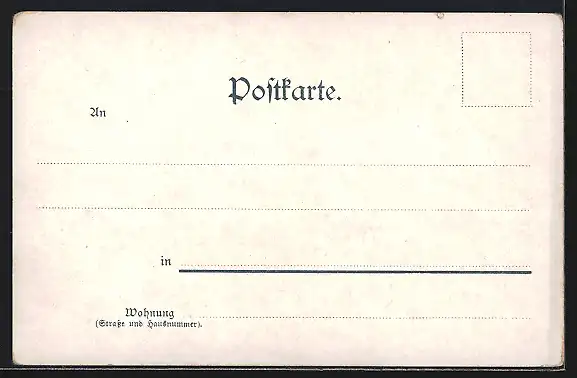 Poſtkarte.
An
in
Wohnung
(Straße und Hausnummer).